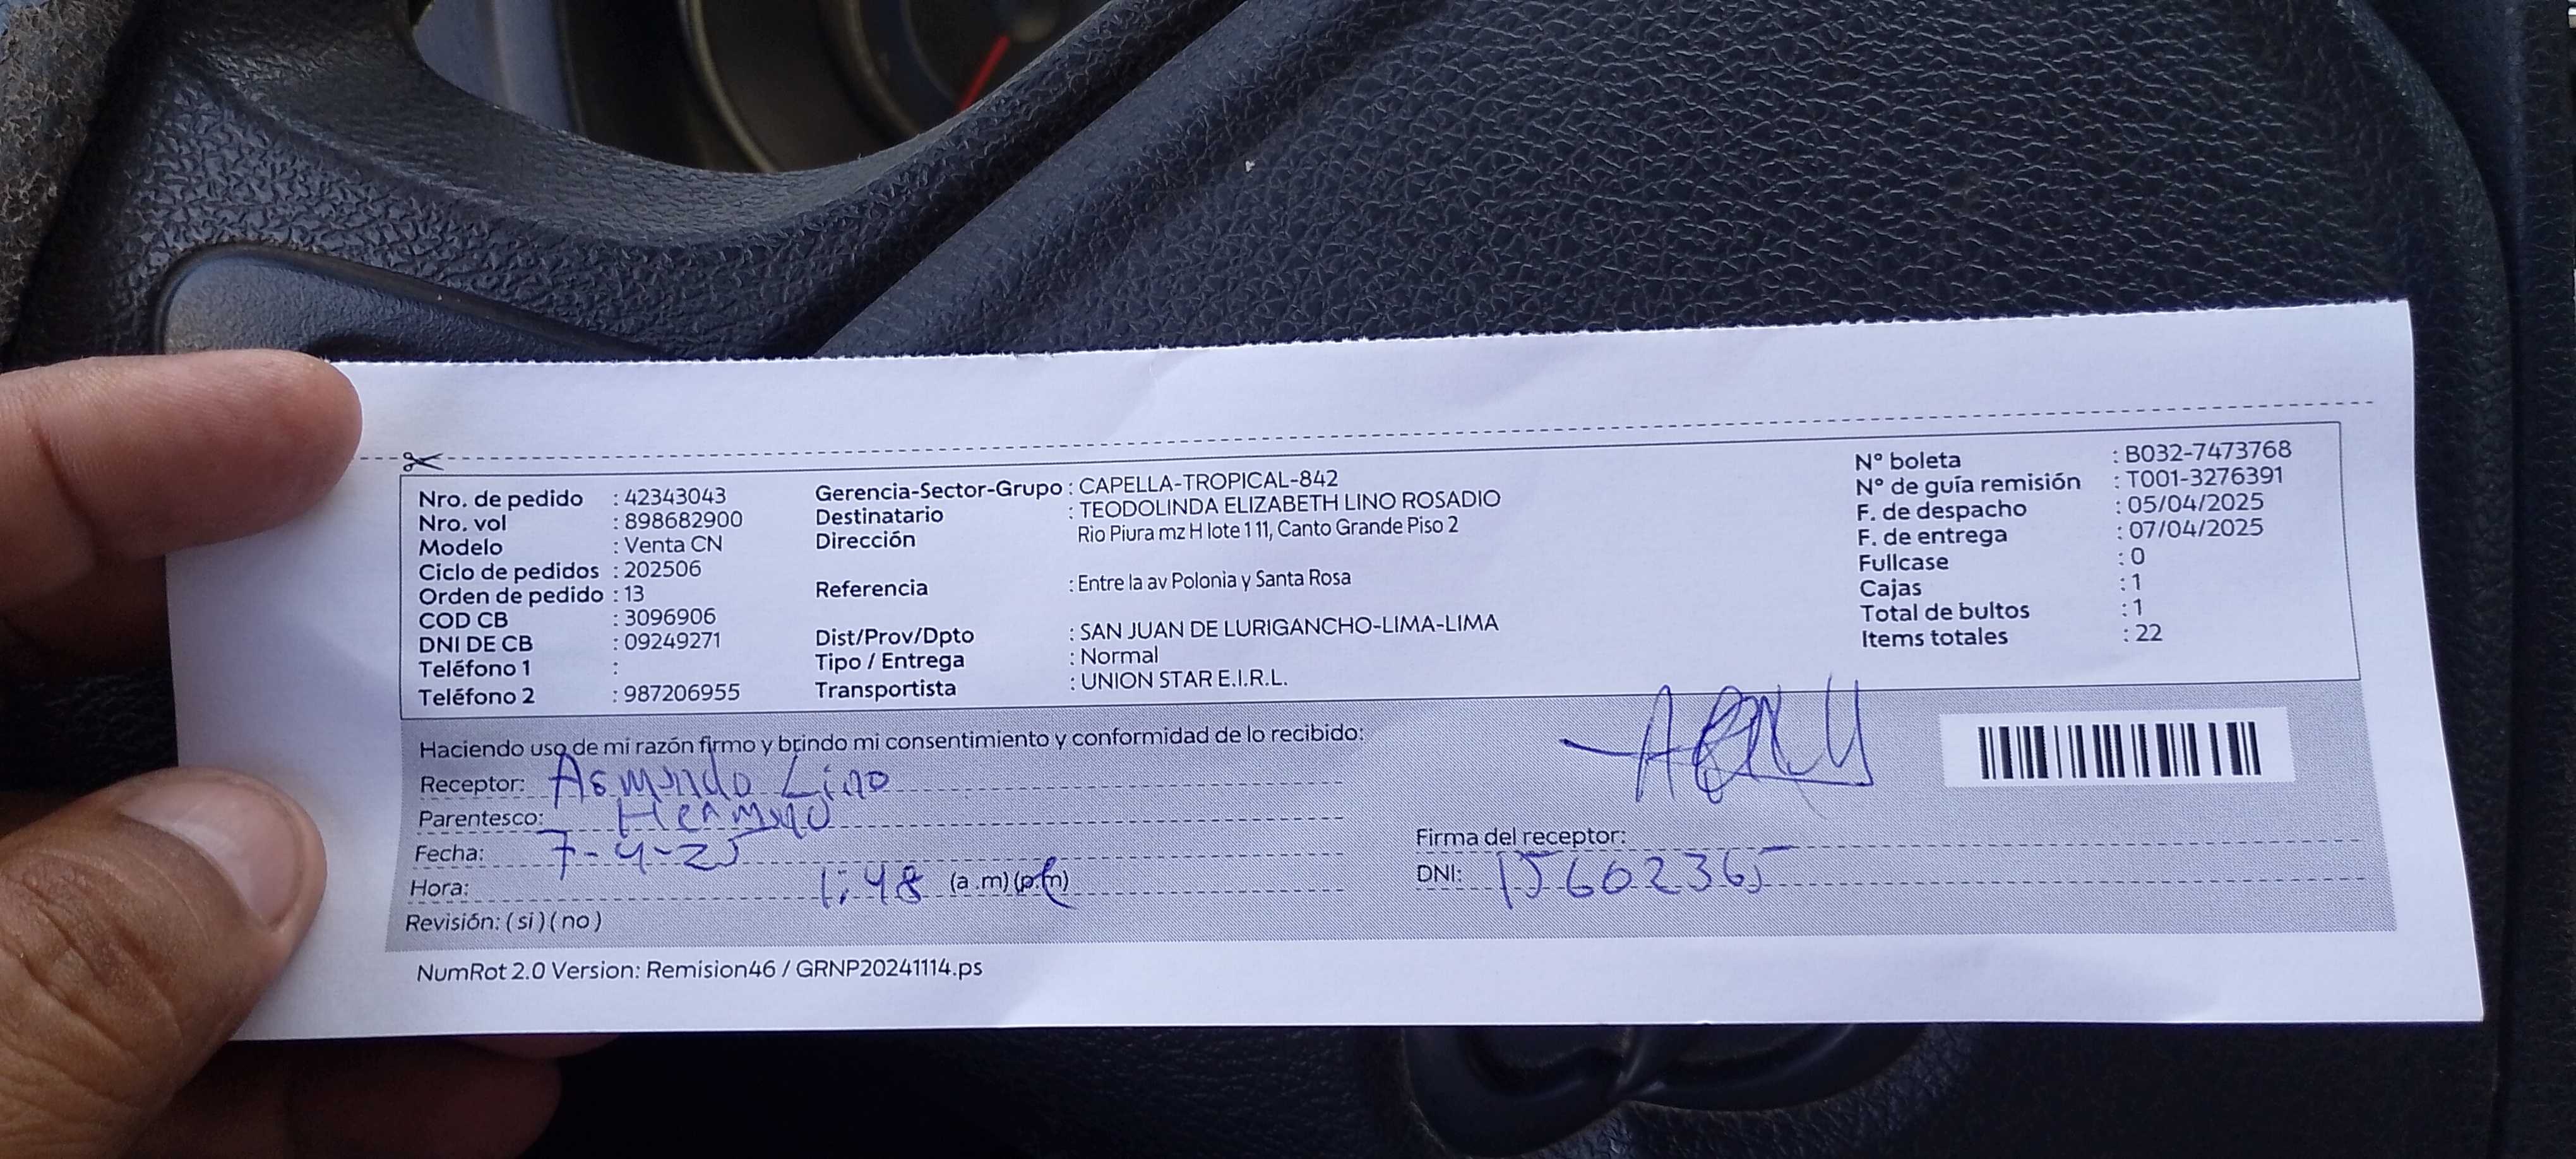 Nro. de pedido : 42343043
Nro. vol : 898682900
Modelo : Venta CN
Ciclo de pedidos : 202506
Orden de pedido : 13
COD CB : 3096906
DNI DE CB : 09249271
Teléfono 1 :
Teléfono 2 : 987206955
Gerencia-Sector-Grupo : CAPELLA-TROPICAL-842
Destinatario : TEODOLINDA ELIZABETH LINO ROSADIO
Dirección Rio Piura mz H lote 1 11, Canto Grande Piso 2
Referencia : Entre la av Polonia y Santa Rosa
Dist/Prov/Dpto : SAN JUAN DE LURIGANCHO-LIMA-LIMA
Tipo / Entrega : Normal
Transportista : UNION STAR E.I.R.L.
N° boleta : B032-7473768
N° de guía remisión : T001-3276391
F. de despacho : 05/04/2025
F. de entrega : 07/04/2025
Fullcase : 0
Cajas : 1
Total de bultos : 1
Items totales : 22
Haciendo uso de mi razón firmo y brindo mi consentimiento y conformidad de lo recibido:
Receptor: Asmundo Lino
Parentesco: Hermano
Fecha: 7-4-25
Hora: 1:48 (a .m) (p.m)
Revisión: ( si ) ( no )
Firma del receptor:
DNI: 15602365
NumRot 2.0 Version: Remision46 / GRNP20241114.ps